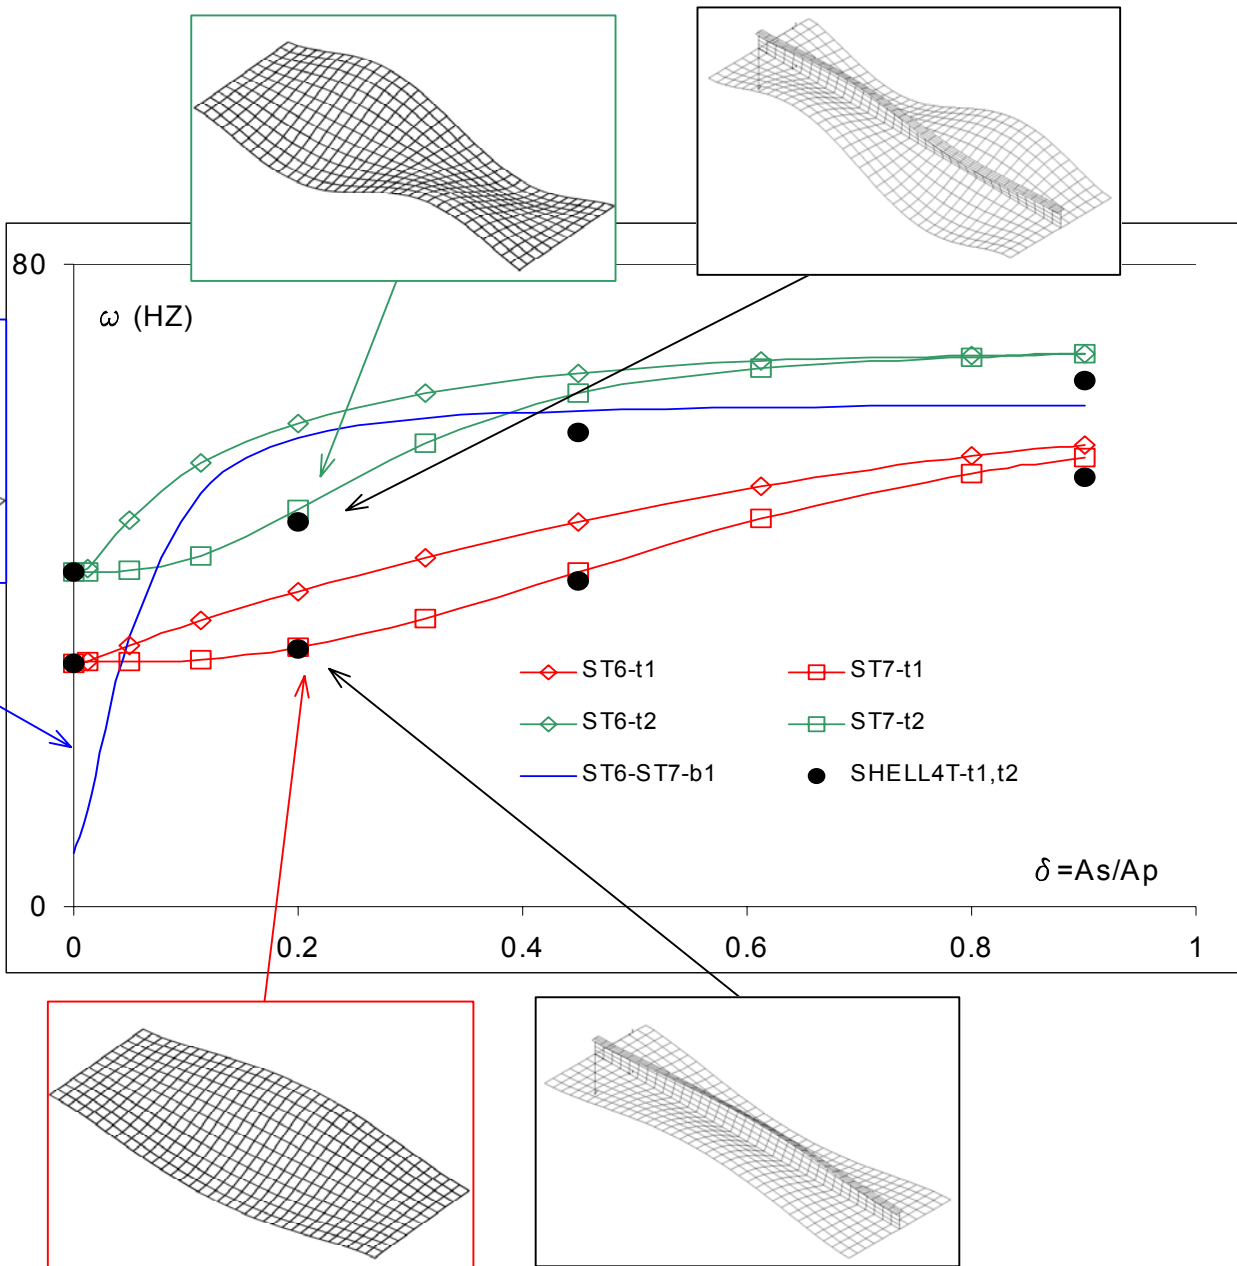 80
ω (HZ)
ST6-t1
ST7-t1
ST6-t2
ST7-t2
ST6-ST7-b1
SHELL4T-t1,t2
δ=As/Ap
0
0 0.2 0.4 0.6 0.8 1